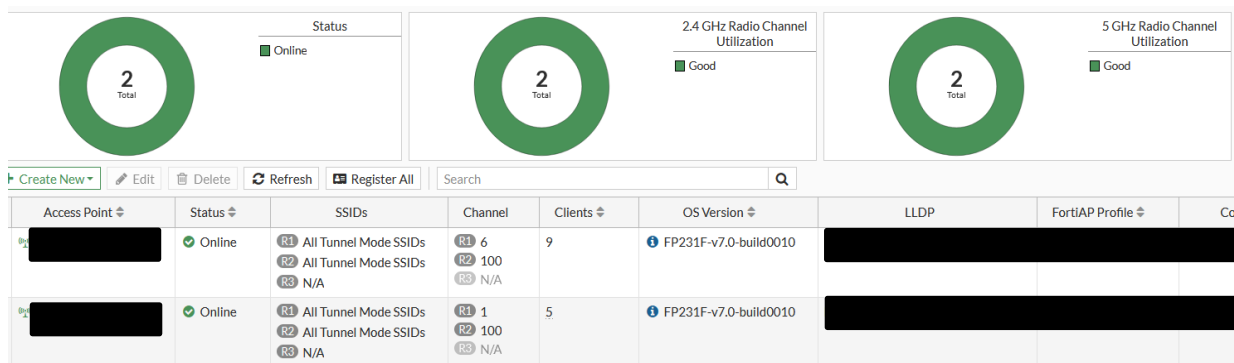 Status
Online
2
Total
2.4 GHz Radio Channel
Utilization
Good
2
Total
5 GHz Radio Channel
Utilization
Good
2
Total
+ Create New Edit Delete Refresh Register All Search
Access Point Status SSIDs Channel Clients OS Version LLDP FortiAP Profile Co
Online R1 All Tunnel Mode SSIDs R1 6 9 FP231F-v7.0-build0010
R2 All Tunnel Mode SSIDs R2 100
R3 N/A R3 N/A
Online R1 All Tunnel Mode SSIDs R1 1 5 FP231F-v7.0-build0010
R2 All Tunnel Mode SSIDs R2 100
R3 N/A R3 N/A